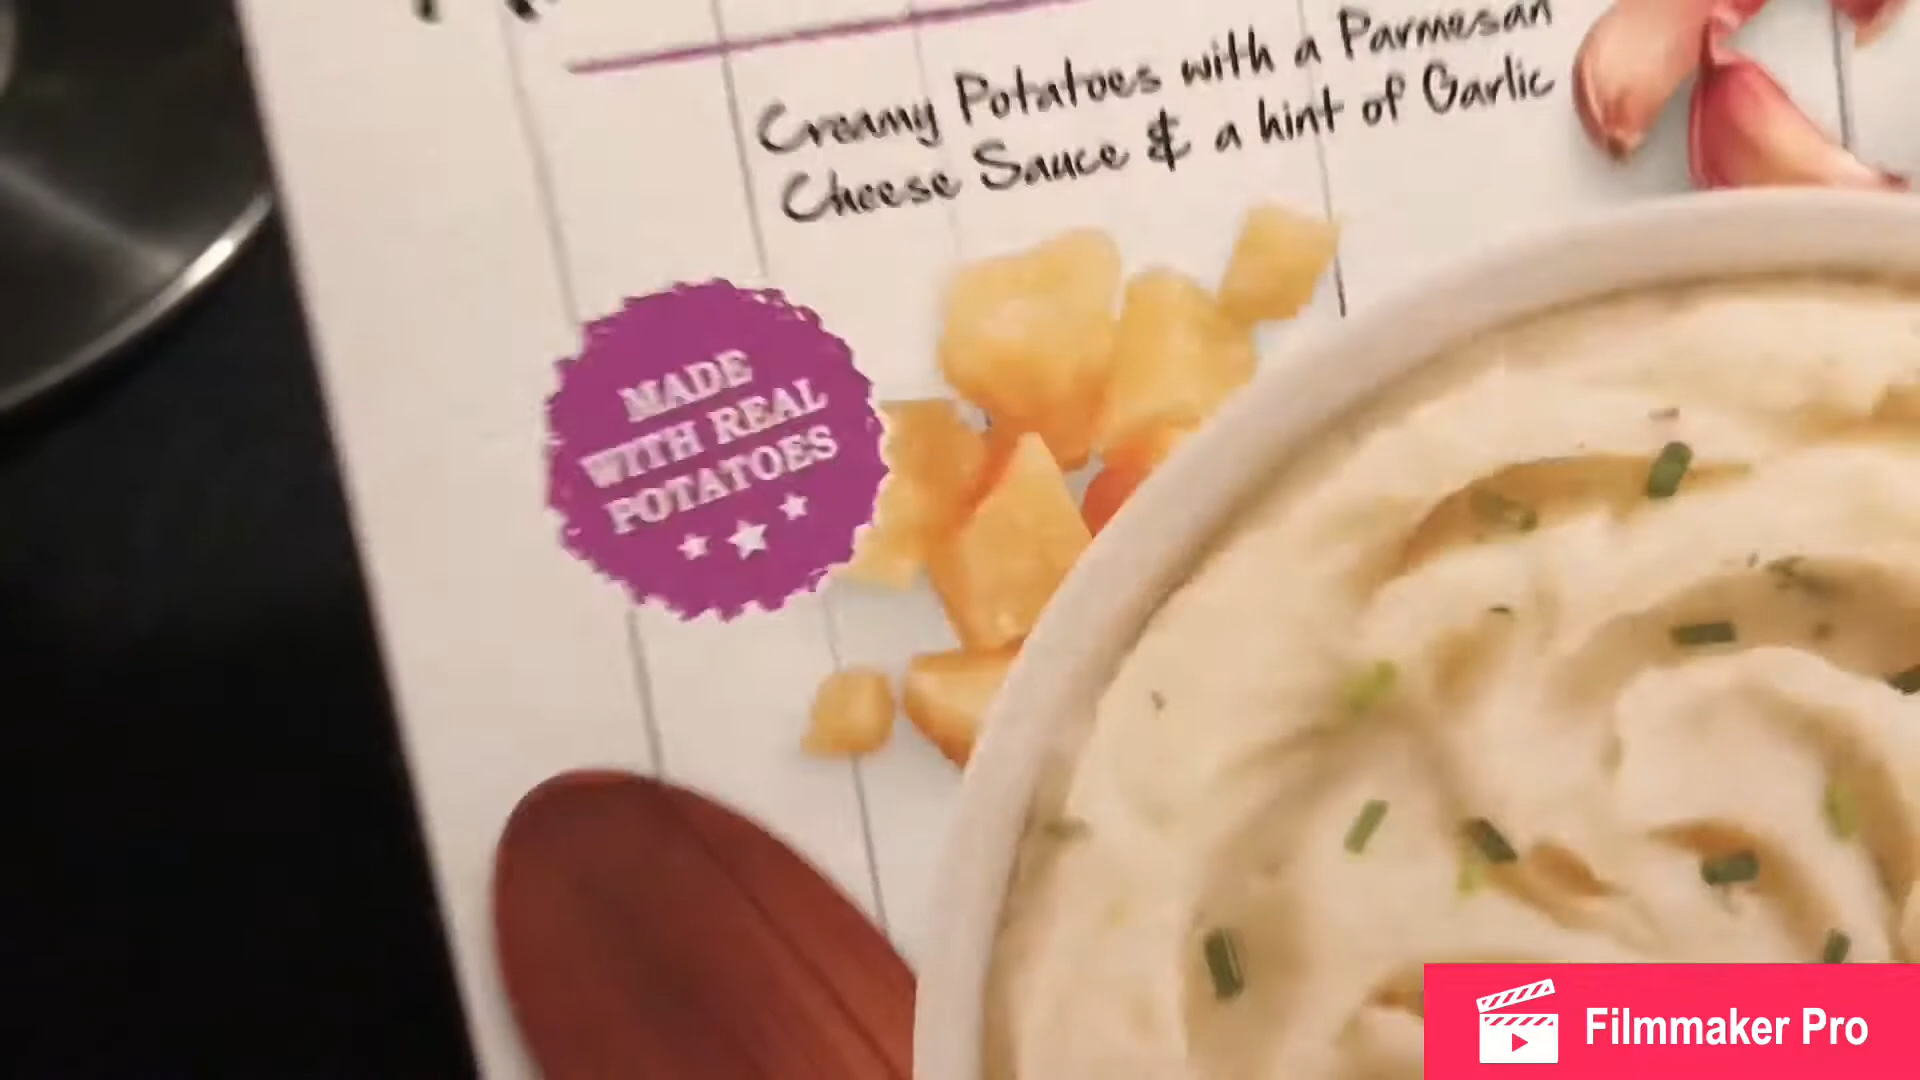 Creamy Potatoes with a Parmesan
Cheese Sauce & a hint of Garlic
MADE
WITH REAL
POTATOES
Filmmaker Pro